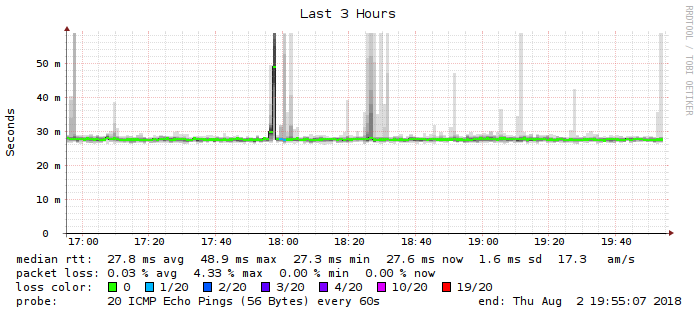 Last 3 Hours
RRDTOOL / TOBI OETIKER
Seconds
50 m
40 m
30 m
20 m
10 m
0
17:00 17:20 17:40 18:00 18:20 18:40 19:00 19:20 19:40
median rtt: 27.8 ms avg 48.9 ms max 27.3 ms min 27.6 ms now 1.6 ms sd 17.3 am/s
packet loss: 0.03 % avg 4.33 % max 0.00 % min 0.00 % now
loss color: 0 1/20 2/20 3/20 4/20 10/20 19/20
probe: 20 ICMP Echo Pings (56 Bytes) every 60s end: Thu Aug 2 19:55:07 2018